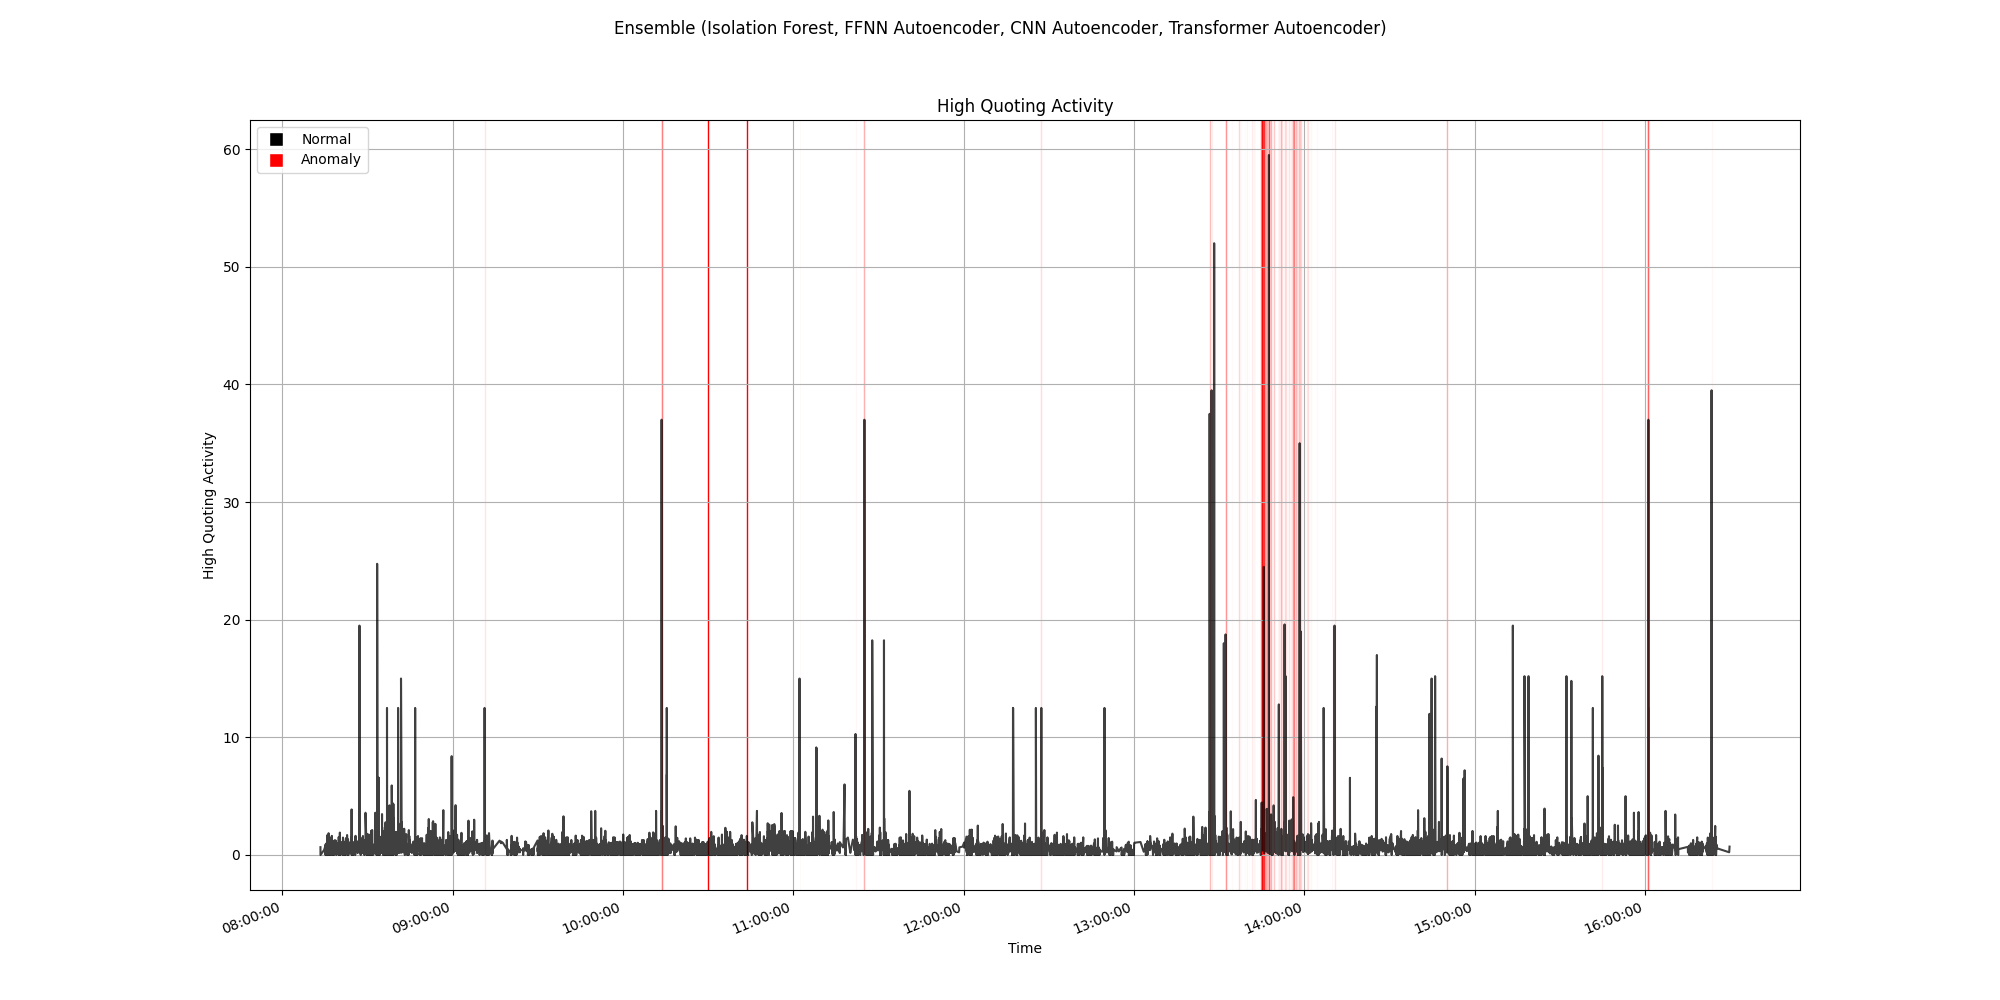 Ensemble (Isolation Forest, FFNN Autoencoder, CNN Autoencoder, Transformer Autoencoder)
High Quoting Activity
Normal
Anomaly
60
50
40
30
20
10
0
High Quoting Activity
08:00:00
09:00:00
10:00:00
11:00:00
12:00:00
13:00:00
14:00:00
15:00:00
16:00:00
Time